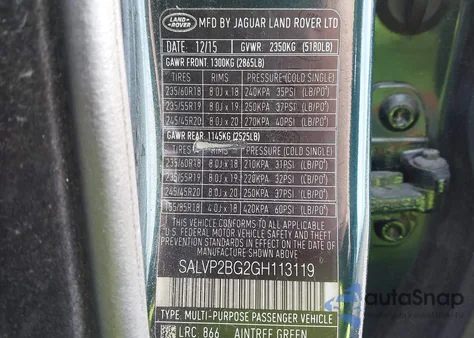 LAND
ROVER
MFD BY JAGUAR LAND ROVER LTD
DATE: 12/15 GVWR: 2350KG (5180LB)
GAWR FRONT: 1300KG (2865LB)
TIRES RIMS PRESSURE (COLD SINGLE)
235/60R18 8.0J x 18 240KPA 35PSI (LB/PO²)
235/55R19 8.0J x 19 250KPA 37PSI (LB/PO²)
245/45R20 8.0J x 20 270KPA 40PSI (LB/PO²)
GAWR REAR: 1145KG (2525LB)
TIRES RIMS PRESSURE (COLD SINGLE)
235/60R18 8.0J x 18 210KPA 31PSI (LB/PO²)
235/55R19 8.0J x 19 220KPA 32PSI (LB/PO²)
245/45R20 8.0J x 20 250KPA 37PSI (LB/PO²)
4.0J x 18 420KPA 60PSI (LB/PO²)
THIS VEHICLE CONFORMS TO ALL APPLICABLE
U.S. FEDERAL MOTOR VEHICLE SAFETY AND
THEFT PREVENTION STANDARDS IN EFFECT ON
THE DATE OF MANUFACTURE SHOWN ABOVE.
SALVP2BG2GH113119
TYPE: MULTI-PURPOSE PASSENGER VEHICLE
LRC: 866 AINTREE GREEN
autoSnap